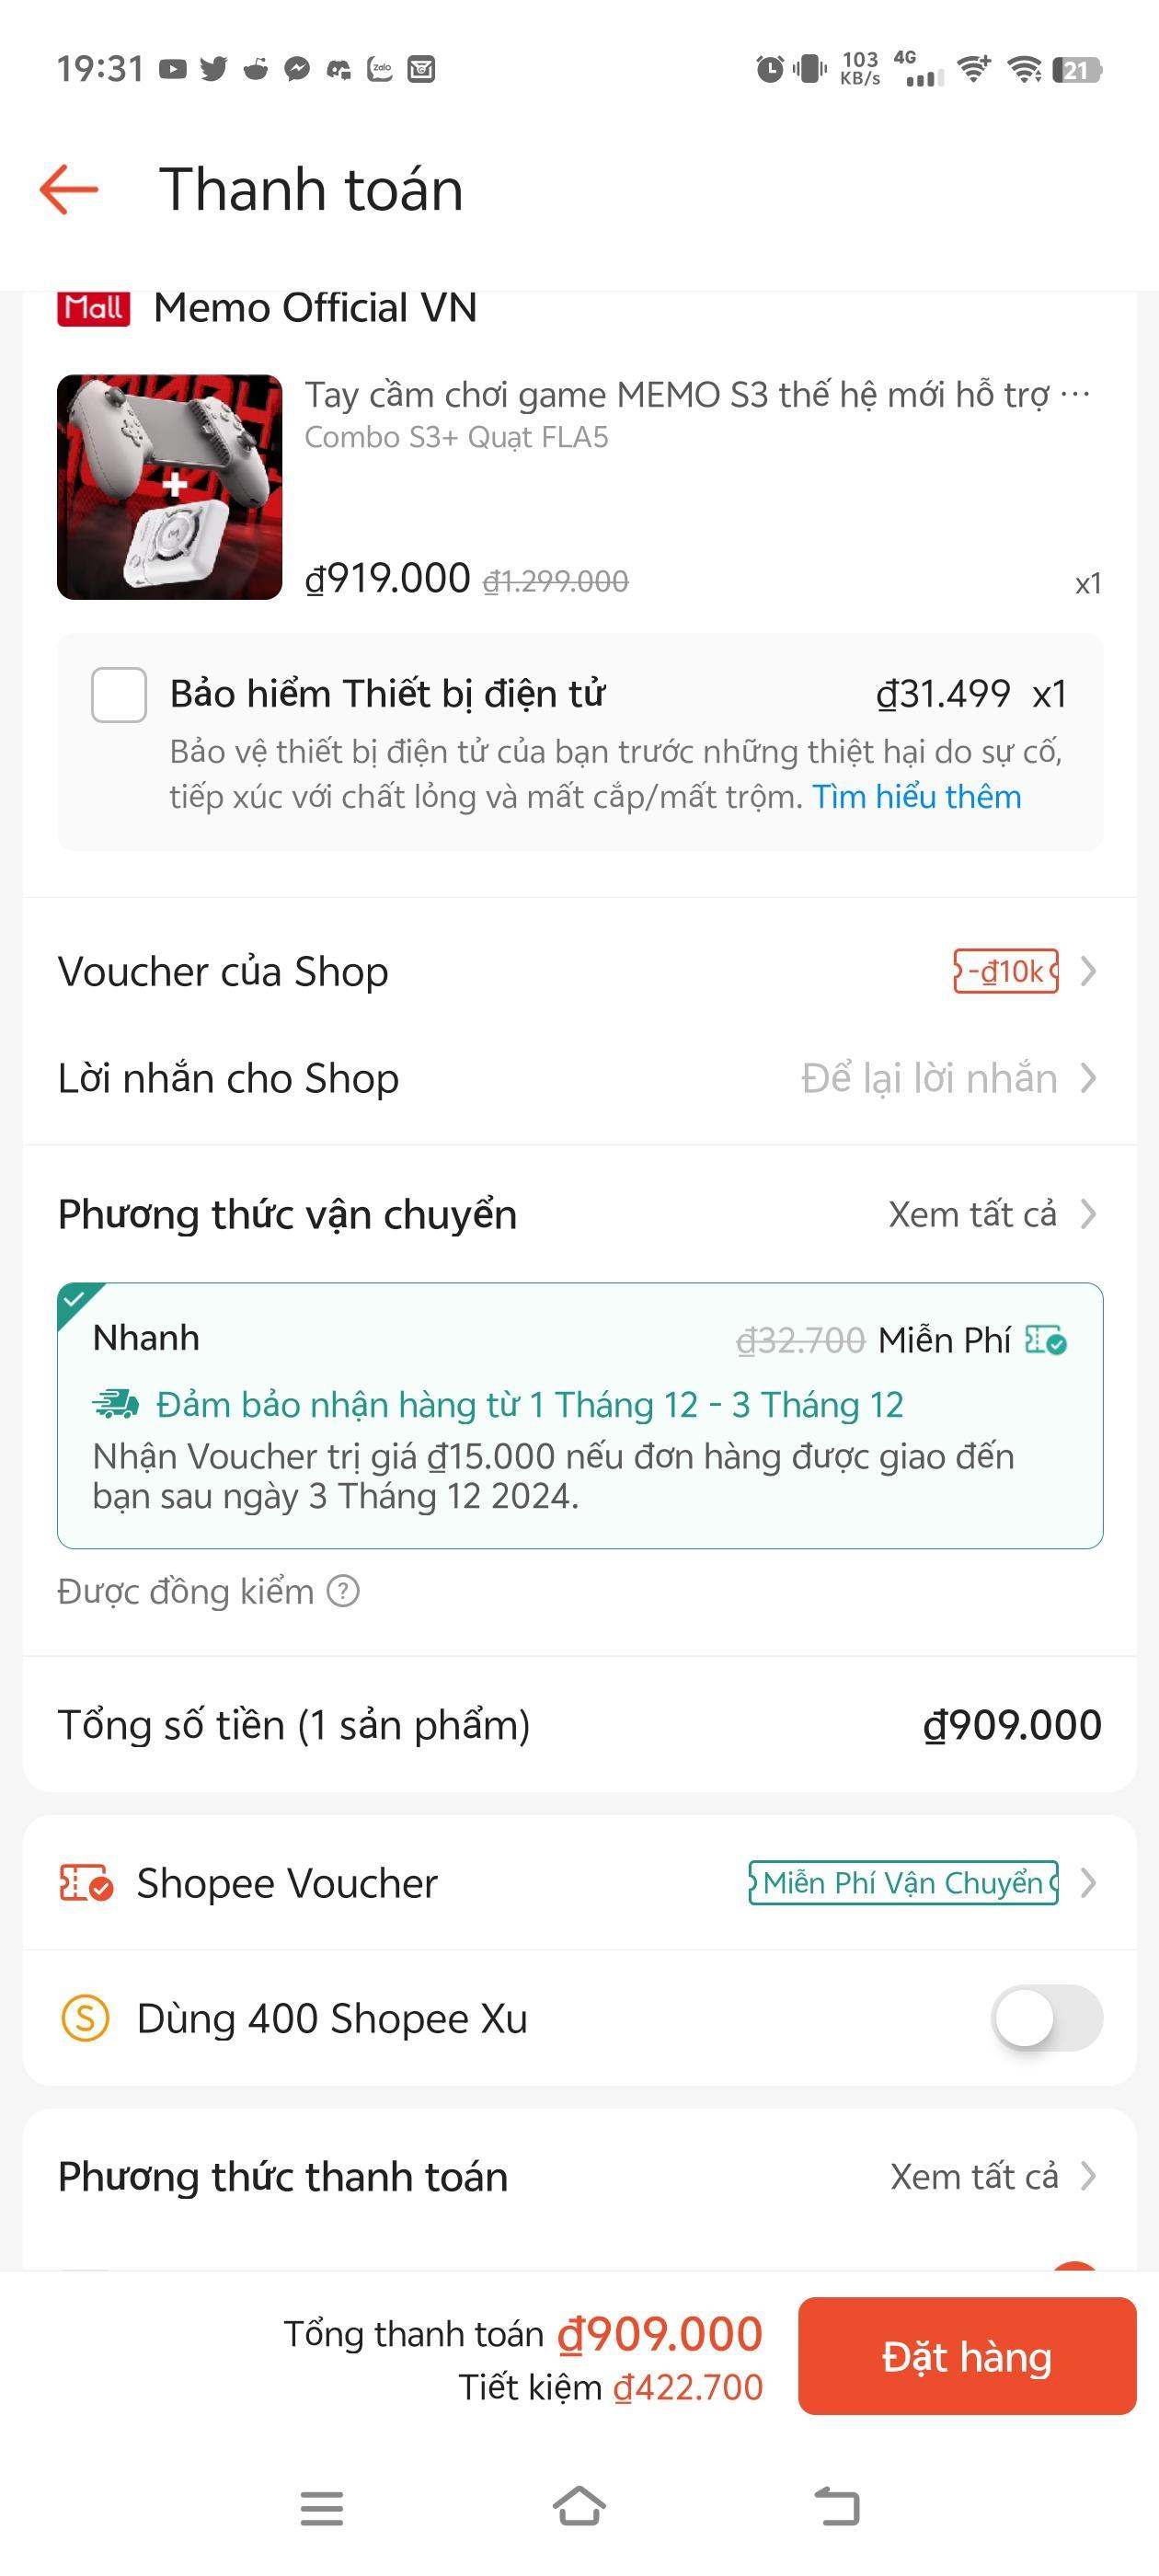 19:31
103
KB/s
4G
21
Thanh toán
Mall Memo Official VN
Tay cầm chơi game MEMO S3 thế hệ mới hỗ trợ ···
Combo S3+ Quạt FLA5
₫919.000 ₫1.299.000
x1
Bảo hiểm Thiết bị điện tử ₫31.499 x1
Bảo vệ thiết bị điện tử của bạn trước những thiệt hại do sự cố,
tiếp xúc với chất lỏng và mất cắp/mất trộm. Tìm hiểu thêm
Voucher của Shop -₫10k
Lời nhắn cho Shop Để lại lời nhắn
Phương thức vận chuyển Xem tất cả
Nhanh ₫32.700 Miễn Phí
Đảm bảo nhận hàng từ 1 Tháng 12 - 3 Tháng 12
Nhận Voucher trị giá ₫15.000 nếu đơn hàng được giao đến
bạn sau ngày 3 Tháng 12 2024.
Được đồng kiểm ?
Tổng số tiền (1 sản phẩm) ₫909.000
Shopee Voucher Miễn Phí Vận Chuyển
S Dùng 400 Shopee Xu
Phương thức thanh toán Xem tất cả
Tổng thanh toán ₫909.000
Tiết kiệm ₫422.700
Đặt hàng